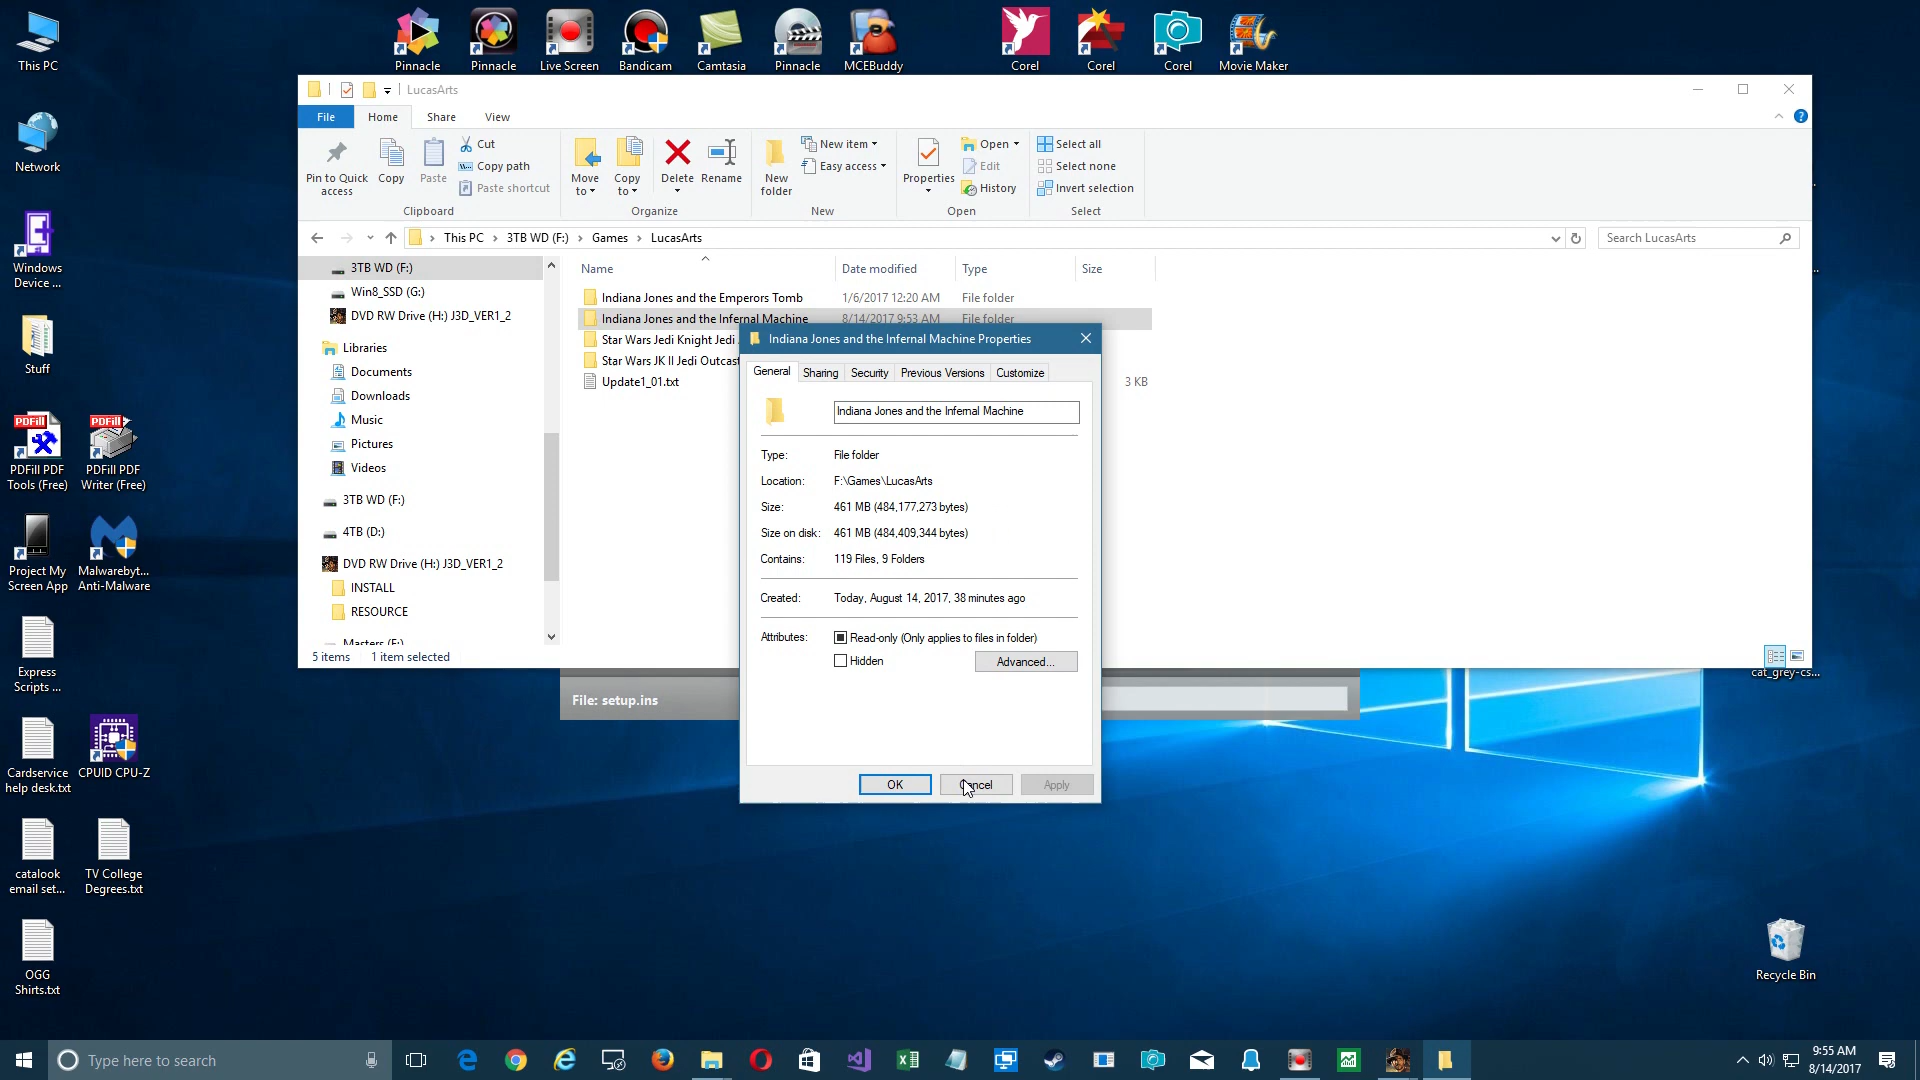 This PC
Pinnacle
Pinnacle
Live Screen
Bandicam
Camtasia
Pinnacle
MCEBuddy
Corel
Corel
Corel
Movie Maker
LucasArts
File
Home
Share
View
Pin to Quick
access
Copy
Paste
Cut
Copy path
Paste shortcut
Clipboard
Move
to
Copy
to
Delete
Rename
Organize
New
folder
New item
Easy access
New
Properties
Open
Edit
History
Open
Select all
Select none
Invert selection
Select
This PC
3TB WD (F:)
Games
LucasArts
Search LucasArts
3TB WD (F:)
Win8_SSD (G:)
DVD RW Drive (H:) J3D_VER1_2
Libraries
Documents
Downloads
Music
Pictures
Videos
3TB WD (F:)
4TB (D:)
DVD RW Drive (H:) J3D_VER1_2
INSTALL
RESOURCE
Masters (E:)
Name
Date modified
Type
Size
Indiana Jones and the Emperors Tomb
1/6/2017 12:20 AM
File folder
Indiana Jones and the Infernal Machine
8/14/2017 9:53 AM
File folder
Star Wars Jedi Knight Jedi
Star Wars JK II Jedi Outcast
Update1_01.txt
3 KB
5 items
1 item selected
Indiana Jones and the Infernal Machine Properties
General
Sharing
Security
Previous Versions
Customize
Indiana Jones and the Infernal Machine
Type:
File folder
Location:
F:\Games\LucasArts
Size:
461 MB (484,177,273 bytes)
Size on disk:
461 MB (484,409,344 bytes)
Contains:
119 Files, 9 Folders
Created:
Today, August 14, 2017, 38 minutes ago
Attributes:
Read-only (Only applies to files in folder)
Hidden
Advanced...
OK
Cancel
Apply
File: setup.ins
Network
Windows
Device ...
Stuff
PDFill
PDFill PDF
Tools (Free)
PDFill
PDFill PDF
Writer (Free)
Project My
Screen App
Malwarebyt...
Anti-Malware
Express
Scripts ...
Cardservice
help desk.txt
CPUID CPU-Z
catalook
email set...
TV College
Degrees.txt
OGG
Shirts.txt
cat_grey-cs...
Recycle Bin
Type here to search
9:55 AM
8/14/2017